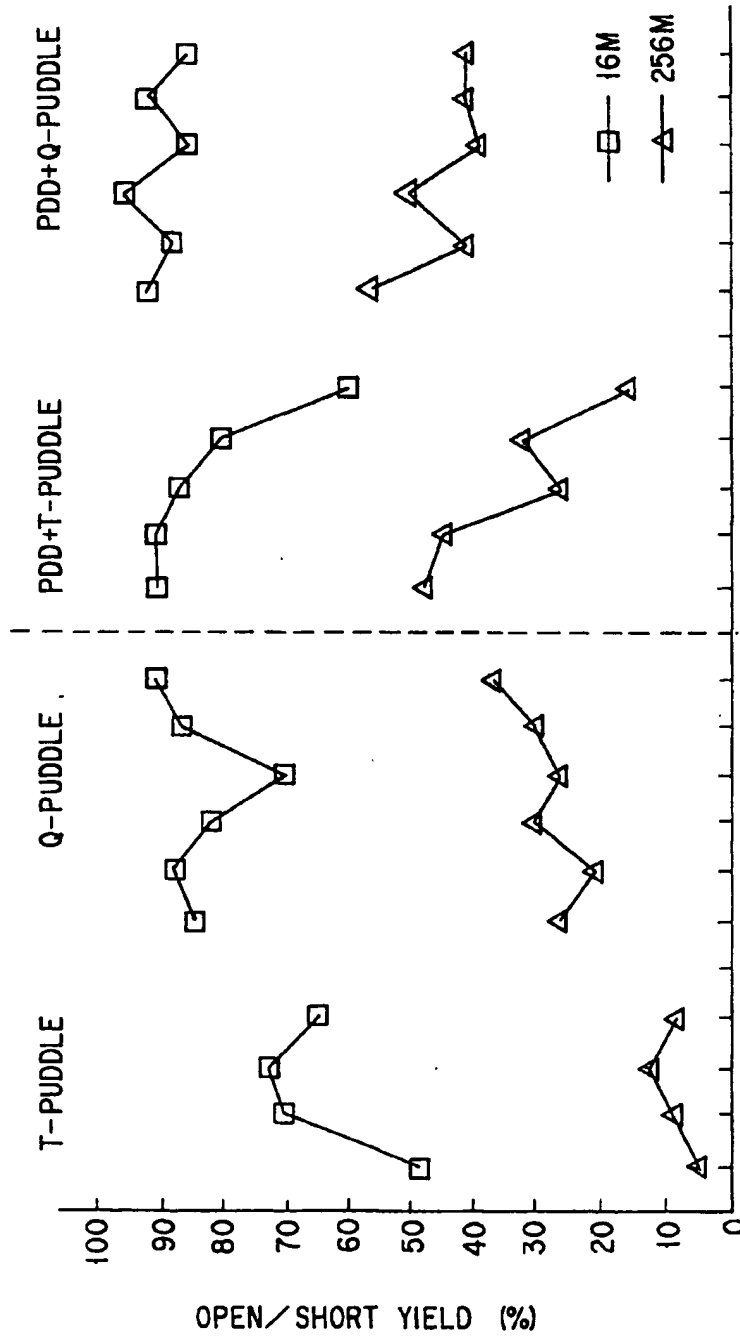 T-PUDDLE
Q-PUDDLE
PDD+T-PUDDLE
PDD+Q-PUDDLE
OPEN/SHORT YIELD (%)
100
90
80
70
60
50
40
30
20
10
0
16M
256M